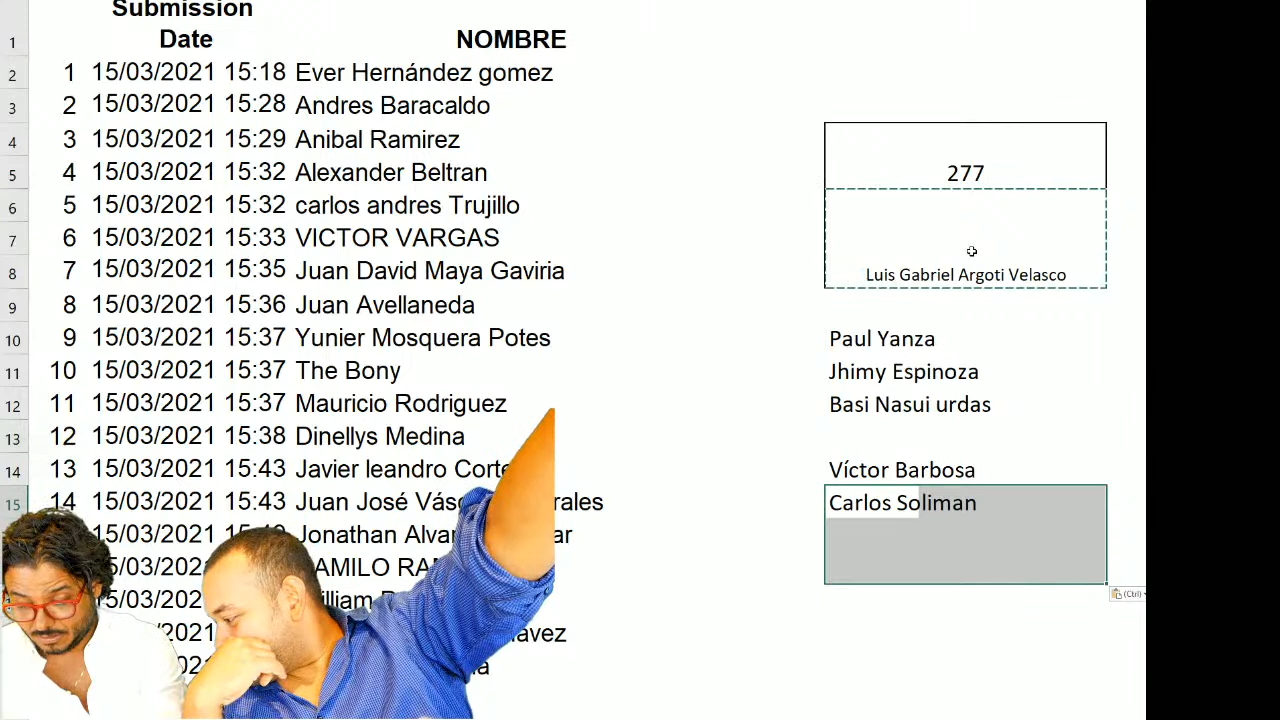 Submission
Date NOMBRE
1
2 1 15/03/2021 15:18 Ever Hernández gomez
3 2 15/03/2021 15:28 Andres Baracaldo
4 3 15/03/2021 15:29 Anibal Ramirez
5 4 15/03/2021 15:32 Alexander Beltran 277
6 5 15/03/2021 15:32 carlos andres Trujillo
7 6 15/03/2021 15:33 VICTOR VARGAS
8 7 15/03/2021 15:35 Juan David Maya Gaviria Luis Gabriel Argoti Velasco
9 8 15/03/2021 15:36 Juan Avellaneda
10 9 15/03/2021 15:37 Yunier Mosquera Potes Paul Yanza
11 10 15/03/2021 15:37 The Bony Jhimy Espinoza
12 11 15/03/2021 15:37 Mauricio Rodriguez Basi Nasui urdas
13 12 15/03/2021 15:38 Dinellys Medina
14 13 15/03/2021 15:43 Javier leandro Víctor Barbosa
15 14 15/03/2021 15:43 Juan José Carlos Soliman
Jonathan
(Ctrl)